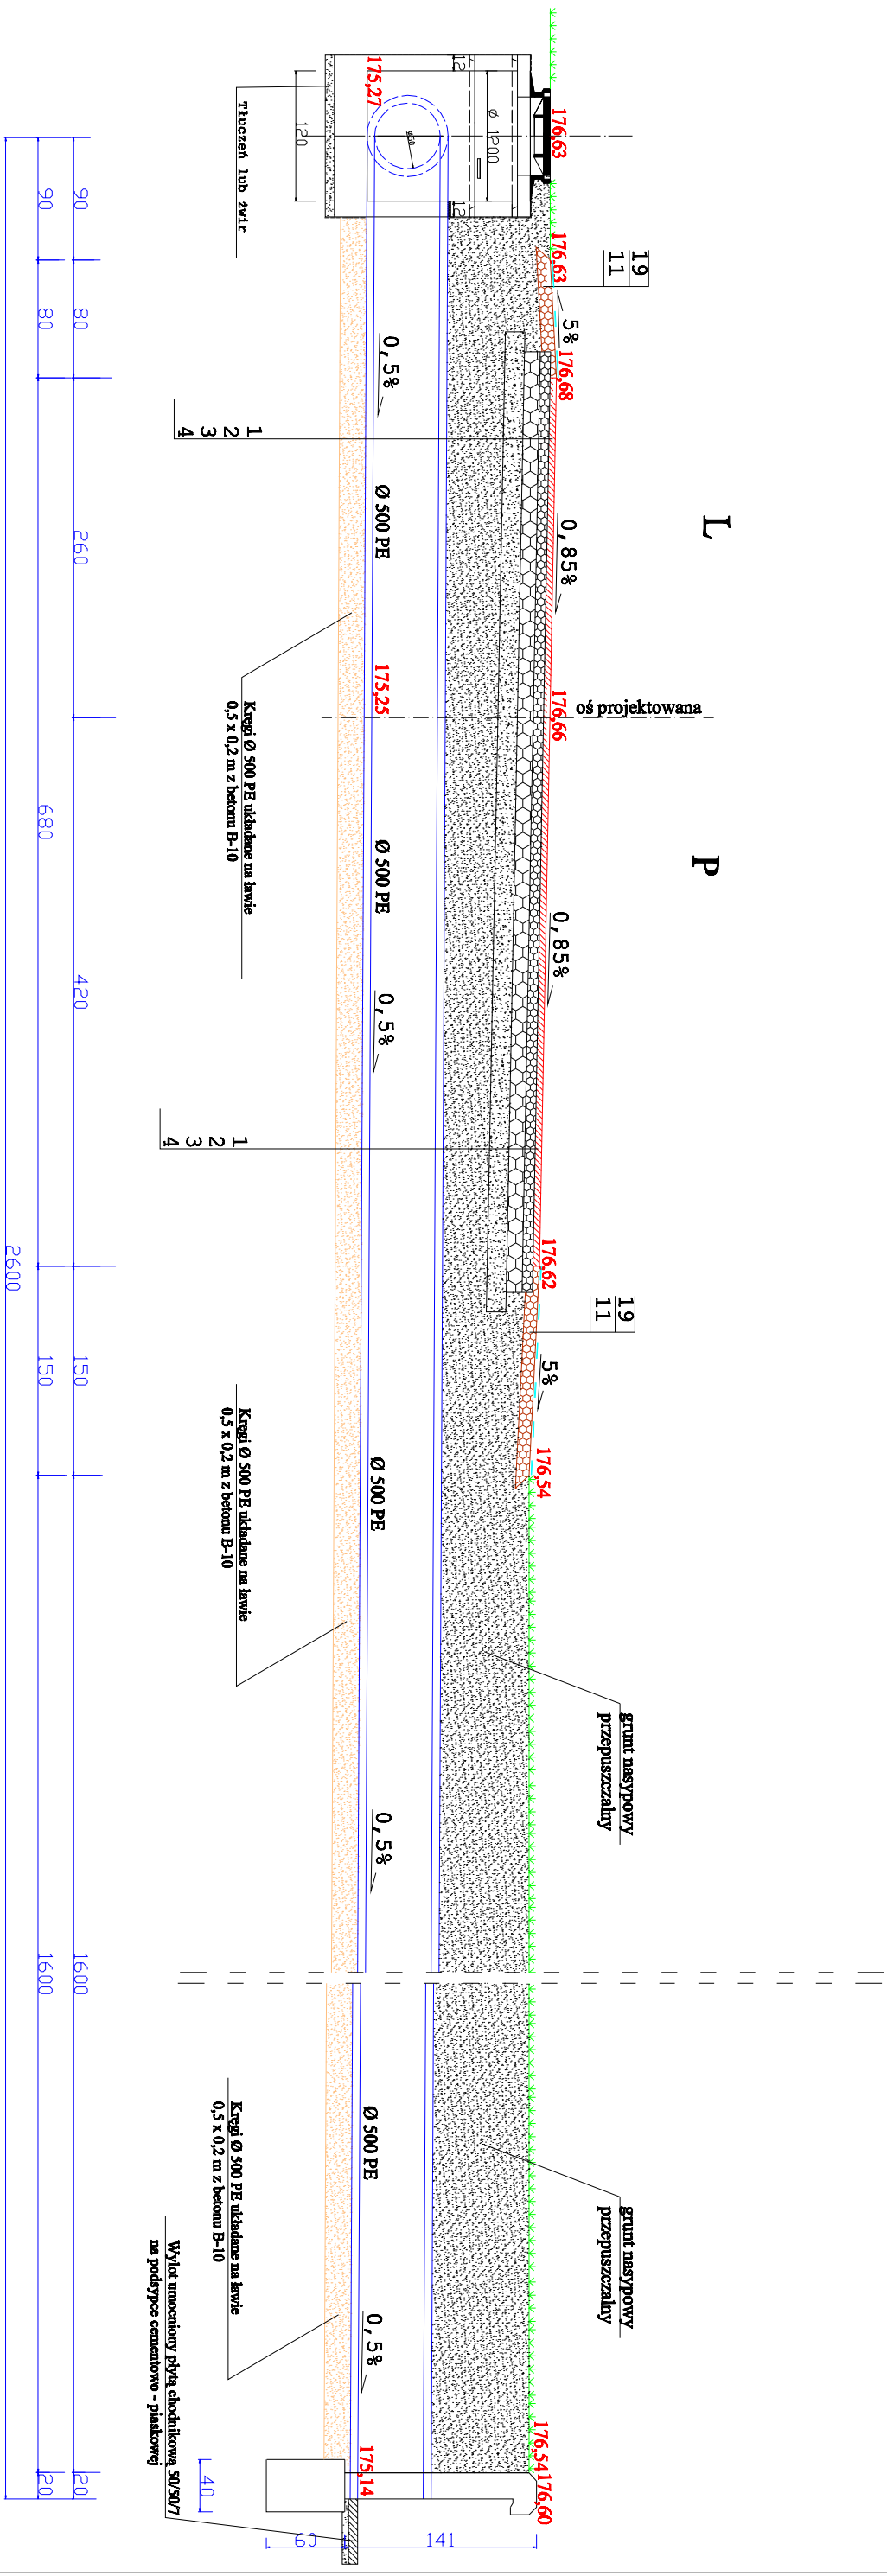 L
P
176,63
176,63
19
11
5%
176,68
0,85%
176,66
oś projektowana
0,85%
176,62
19
11
5%
176,54
grunt nasypowy
przepuszczalny
grunt nasypowy
przepuszczalny
176,54
176,60
12
Ø 1200
12
175,27
ø50
120
Tłuczeń lub żwir
0,5%
1
2
3
4
Ø 500 PE
175,25
Kręgi Ø 500 PE układane na ławie
0,5 x 0,2 m z betonu B-10
Ø 500 PE
0,5%
1
2
3
4
Ø 500 PE
Kręgi Ø 500 PE układane na ławie
0,5 x 0,2 m z betonu B-10
0,5%
Ø 500 PE
Kręgi Ø 500 PE układane na ławie
0,5 x 0,2 m z betonu B-10
0,5%
175,14
Wylot umocniony płytą chodnikową 50/50/7
na podsypce cementowo - piaskowej
40
60
141
90
80
260
420
150
1600
20
90
80
680
150
1600
20
2600